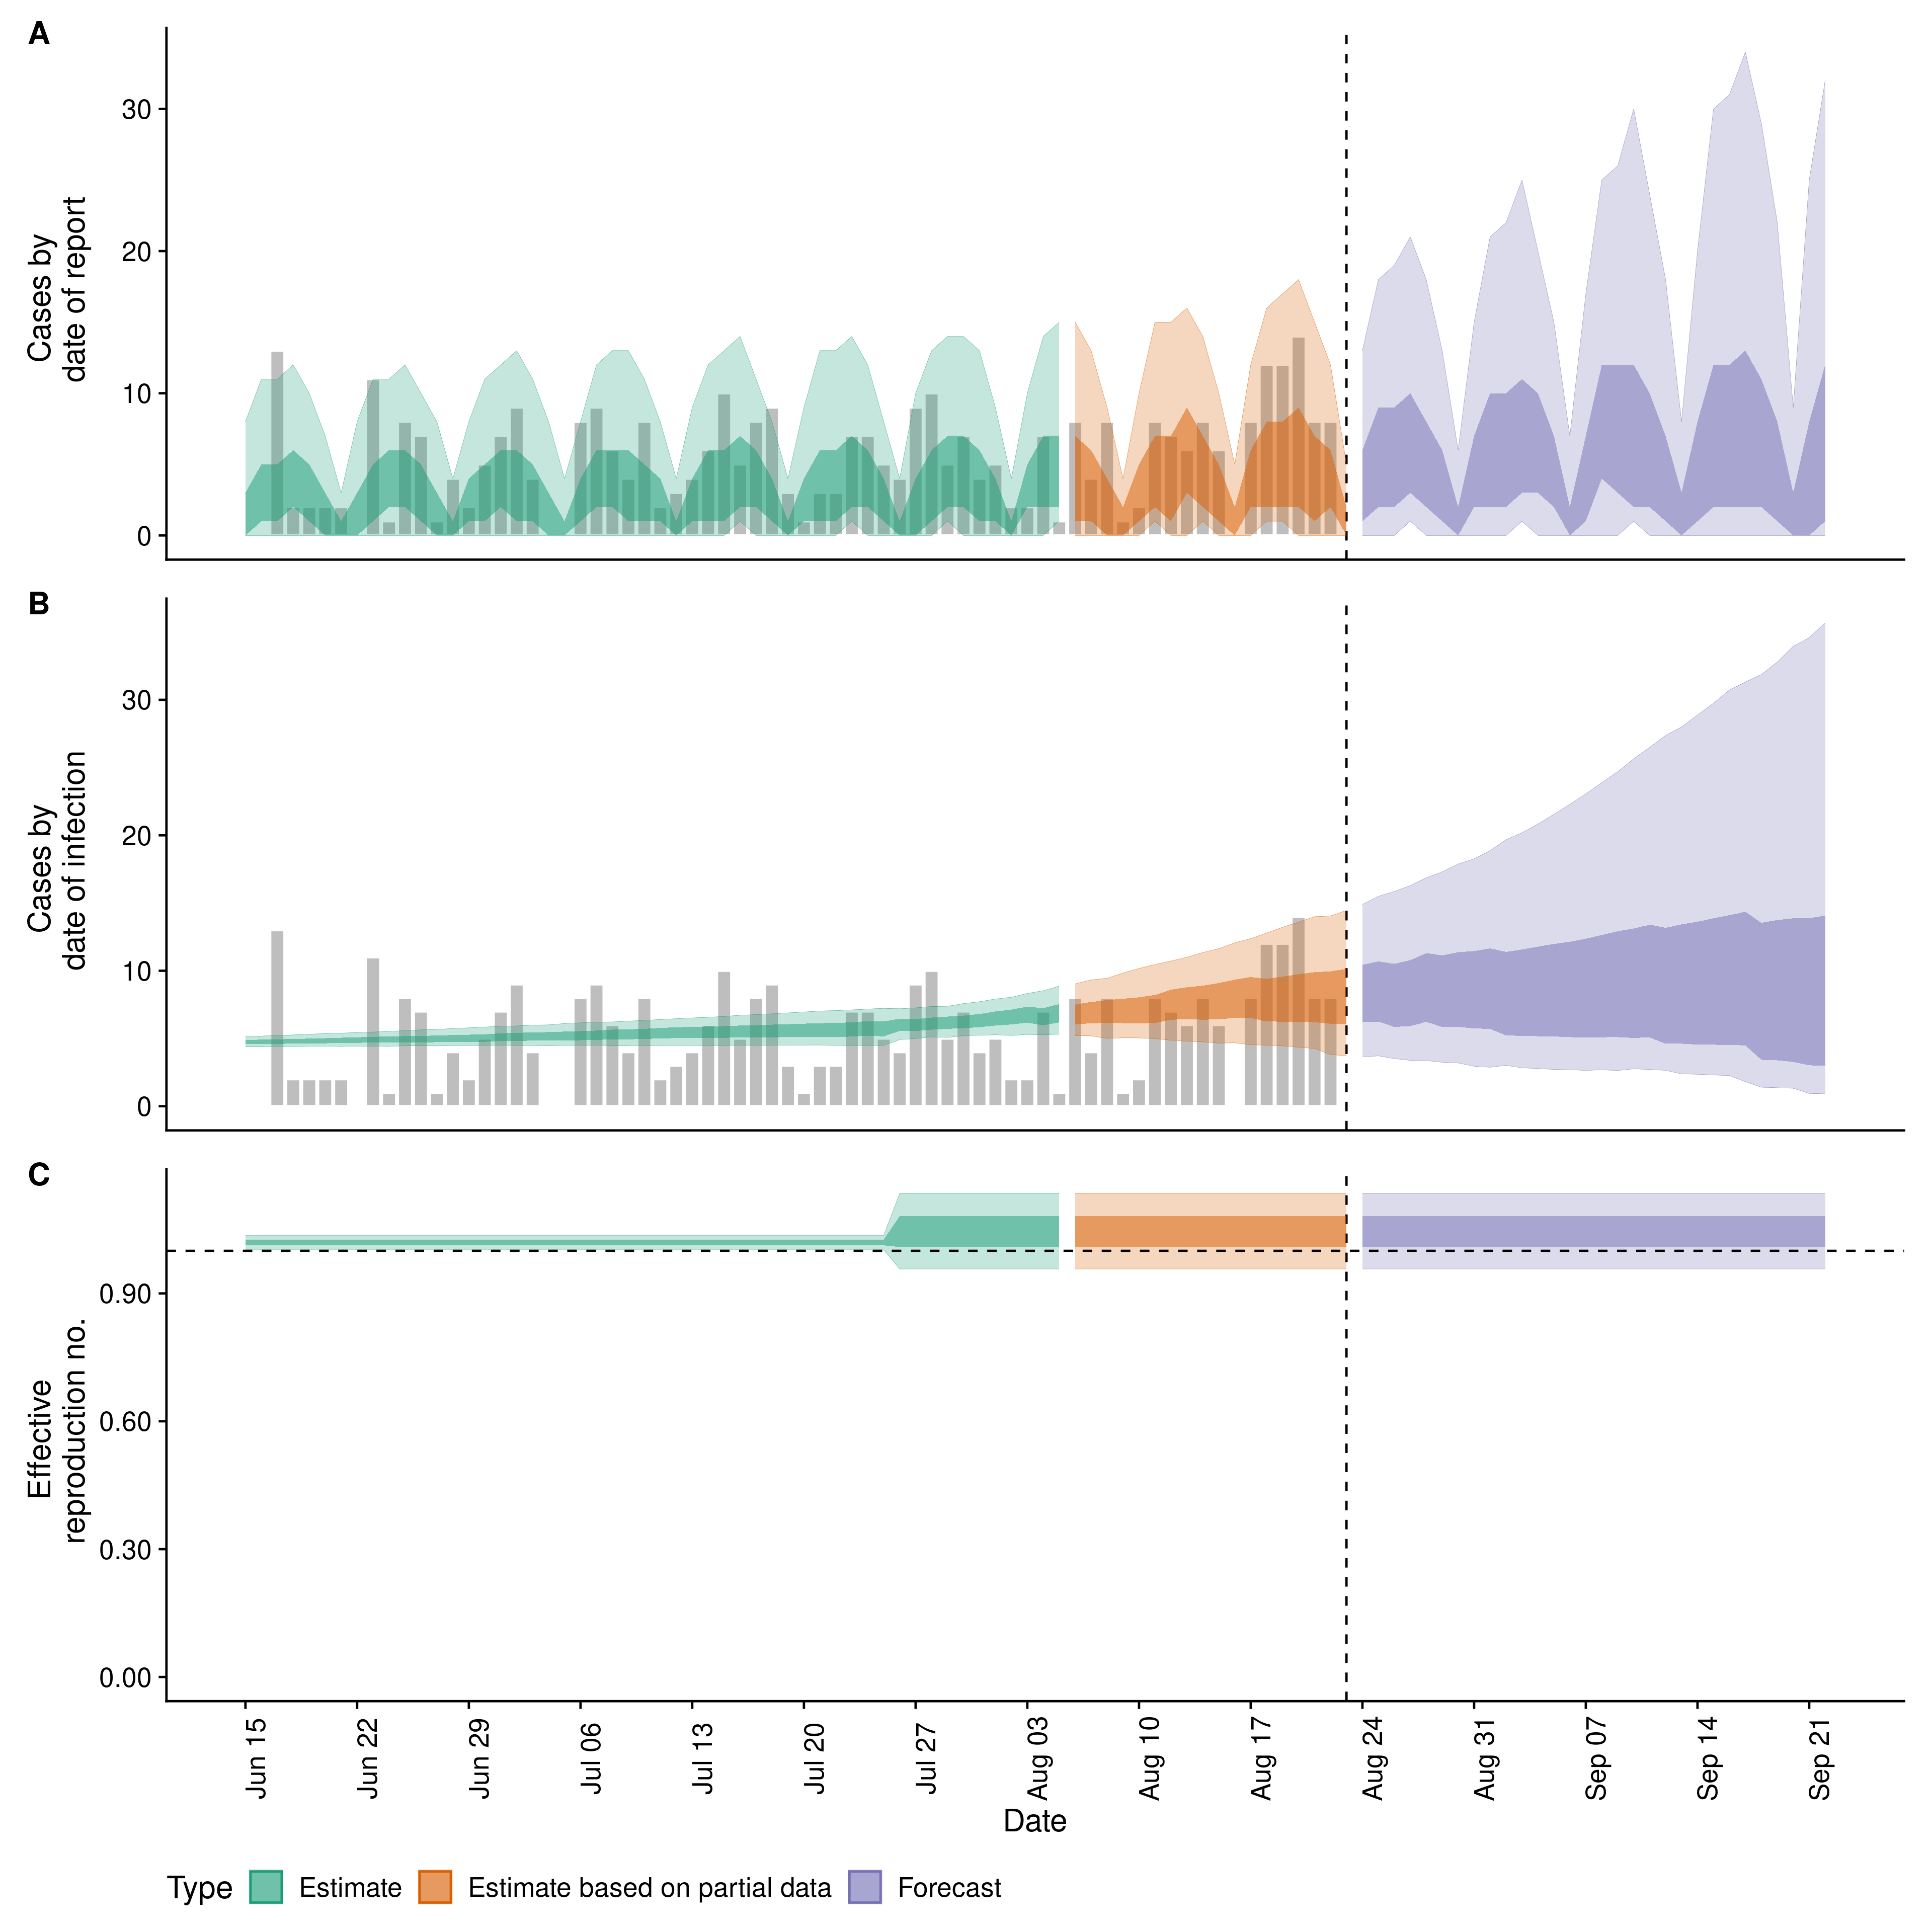 A
Cases by
date of report
30
20
10
0
B
Cases by
date of infection
30
20
10
0
C
Effective
reproduction no.
0.90
0.60
0.30
0.00
Jun 15
Jun 22
Jun 29
Jul 06
Jul 13
Jul 20
Jul 27
Aug 03
Aug 10
Aug 17
Aug 24
Aug 31
Sep 07
Sep 14
Sep 21
Date
Type Estimate Estimate based on partial data Forecast